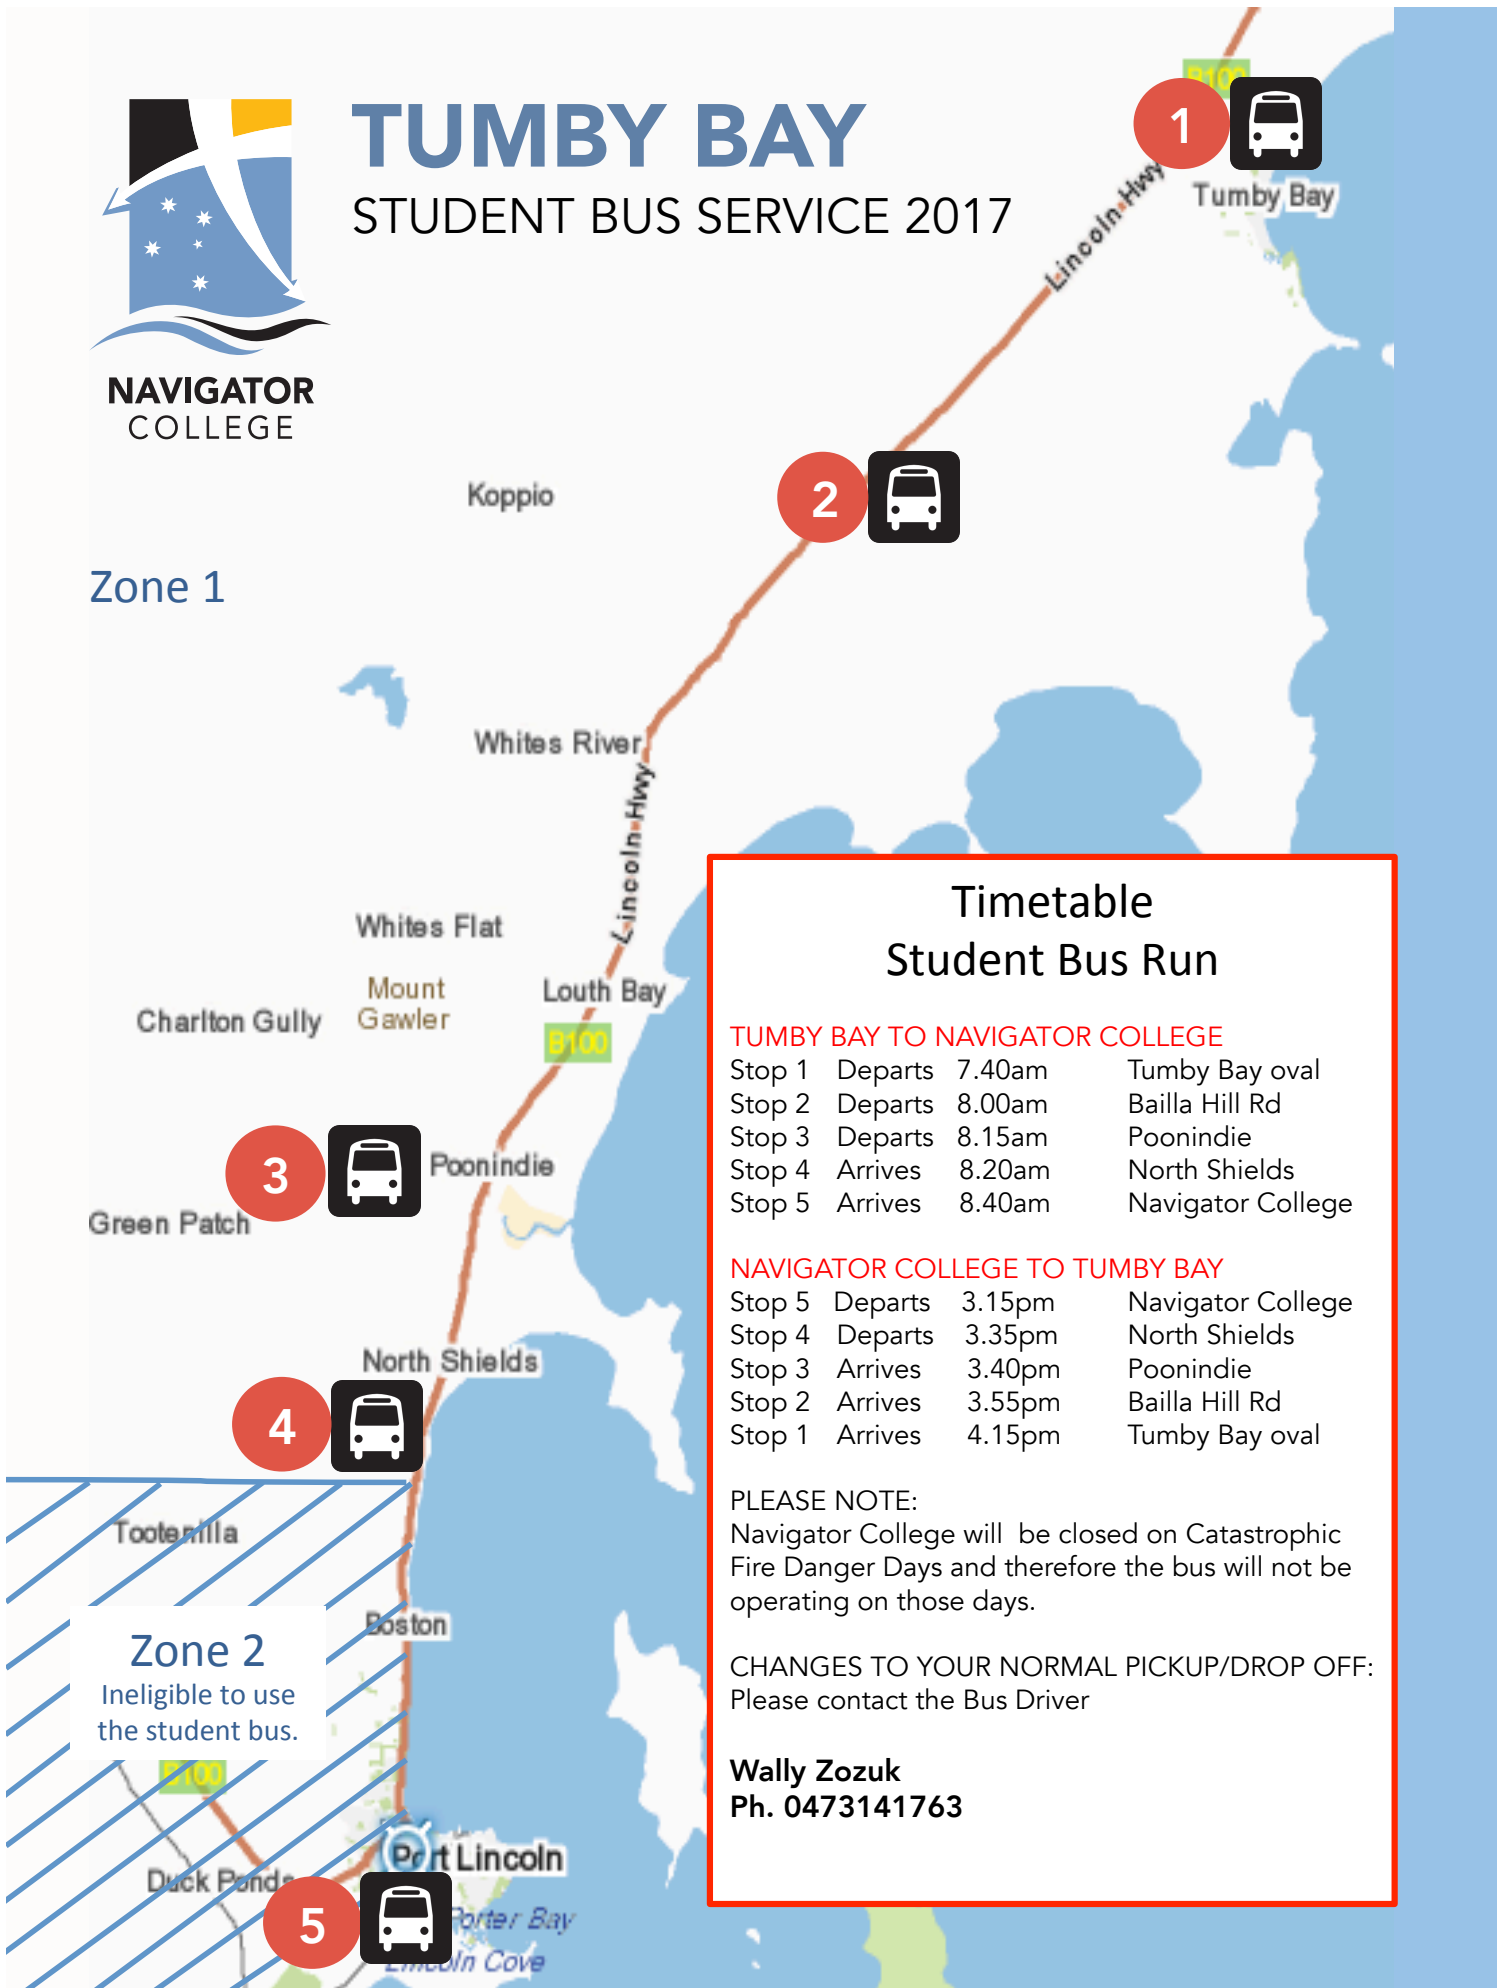 TUMBY BAY
STUDENT BUS SERVICE 2017
NAVIGATOR
COLLEGE
B100
1
Tumby Bay
Lincoln Hwy
2
Koppio
Zone 1
Whites River
Lincoln Hwy
Whites Flat
Mount
Gawler
Louth Bay
Charlton Gully
B100
3
Poonindie
Green Patch
North Shields
4
Tootenilla
Boston
Zone 2
Ineligible to use
the student bus.
B100
Port Lincoln
Duck Ponds
5
Porter Bay
Lincoln Cove
Timetable
Student Bus Run
TUMBY BAY TO NAVIGATOR COLLEGE
Stop 1 Departs 7.40am Tumby Bay oval
Stop 2 Departs 8.00am Bailla Hill Rd
Stop 3 Departs 8.15am Poonindie
Stop 4 Arrives 8.20am North Shields
Stop 5 Arrives 8.40am Navigator College
NAVIGATOR COLLEGE TO TUMBY BAY
Stop 5 Departs 3.15pm Navigator College
Stop 4 Departs 3.35pm North Shields
Stop 3 Arrives 3.40pm Poonindie
Stop 2 Arrives 3.55pm Bailla Hill Rd
Stop 1 Arrives 4.15pm Tumby Bay oval
PLEASE NOTE:
Navigator College will be closed on Catastrophic
Fire Danger Days and therefore the bus will not be
operating on those days.
CHANGES TO YOUR NORMAL PICKUP/DROP OFF:
Please contact the Bus Driver
Wally Zozuk
Ph. 0473141763